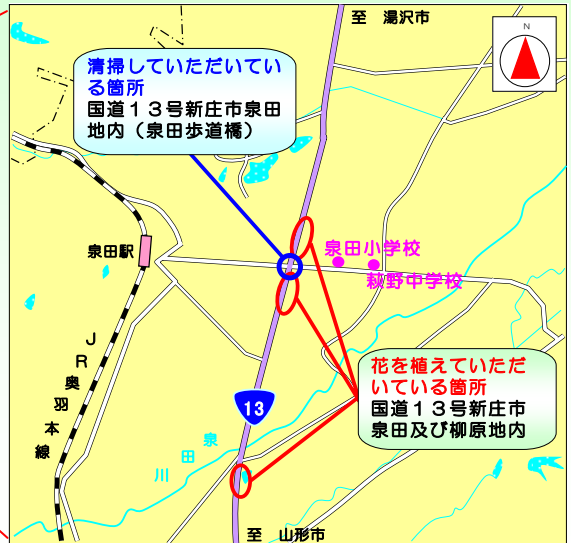 至 湯沢市
N
清掃していただいてい
る箇所
国道１３号新庄市泉田
地内（泉田歩道橋）
泉田駅
泉田小学校
萩野中学校
ＪＲ奥羽本線
花を植えていただ
いている箇所
国道１３号新庄市
泉田及び柳原地内
13
泉田川
至 山形市